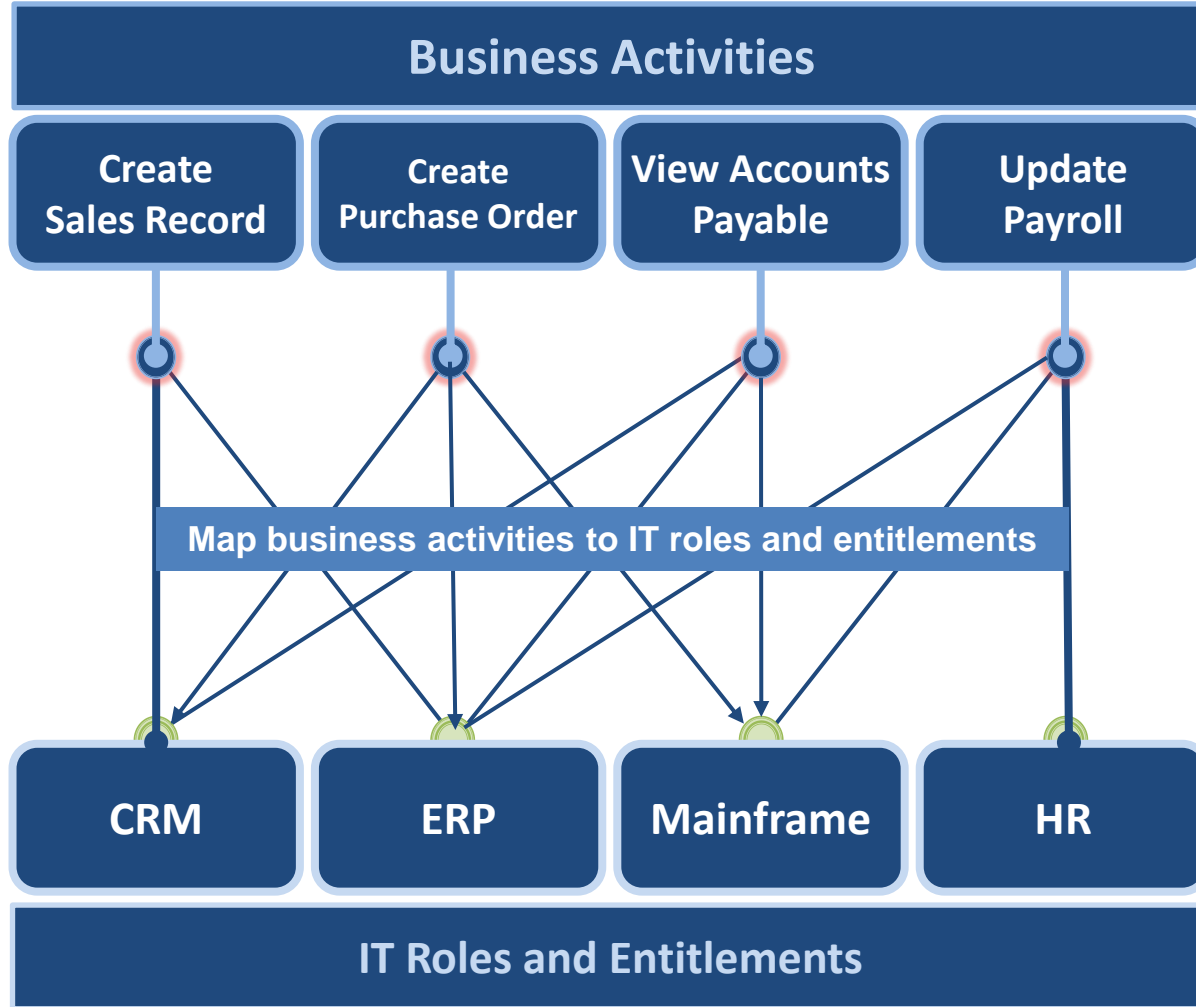 Business Activities
Create
Sales Record
Create
Purchase Order
View Accounts
Payable
Update
Payroll
Map business activities to IT roles and entitlements
CRM
ERP
Mainframe
HR
IT Roles and Entitlements